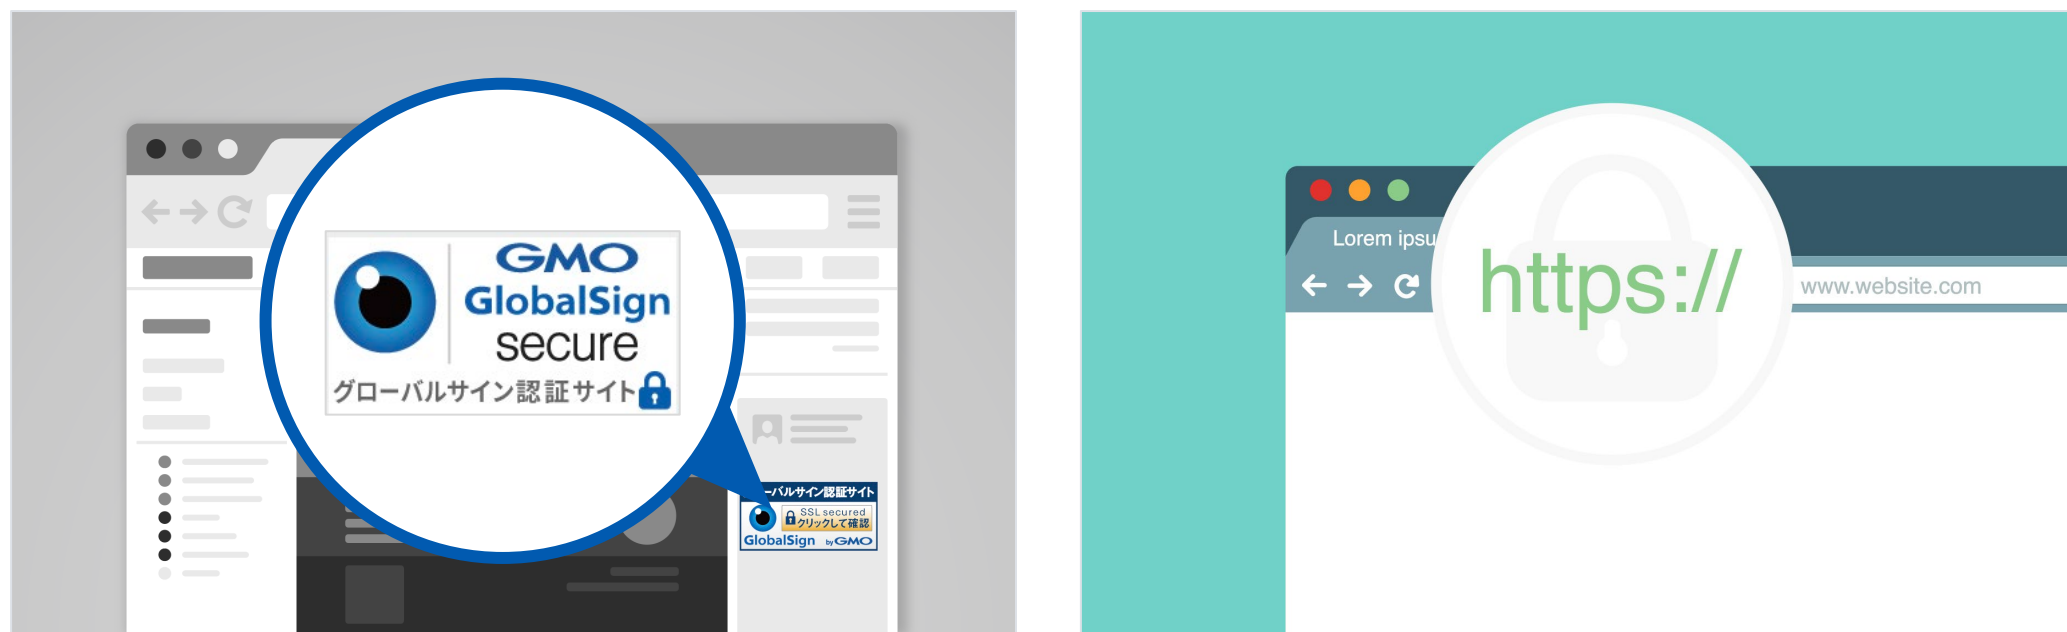 GMO
GlobalSign
secure
グローバルサイン認証サイト
ーバルサイン認証サイト
SSL secured
クリックして確認
GlobalSign by GMO
Lorem ipsu
https://
www.website.com